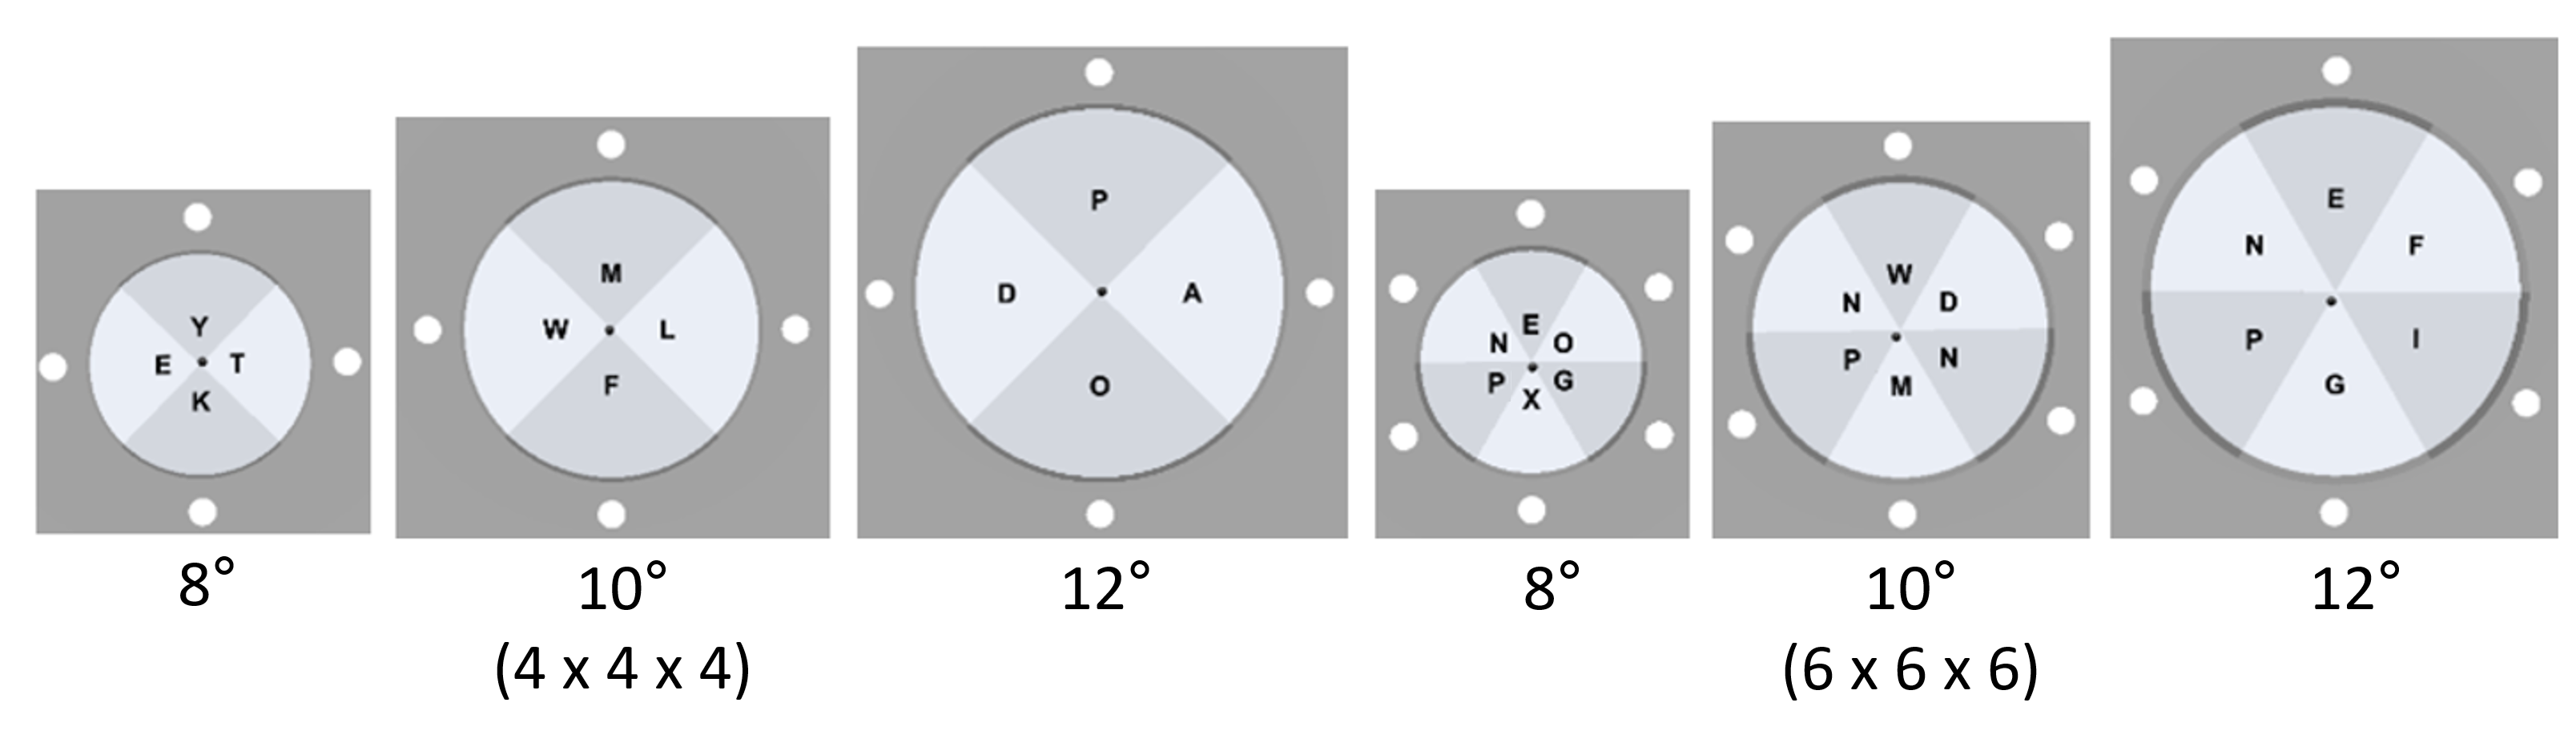 Y
E T
K
8°
M
W L
F
10°
(4 x 4 x 4)
P
D A
O
12°
E
N O
P G
X
8°
W
N D
P N
M
10°
(6 x 6 x 6)
E
N F
P I
G
12°